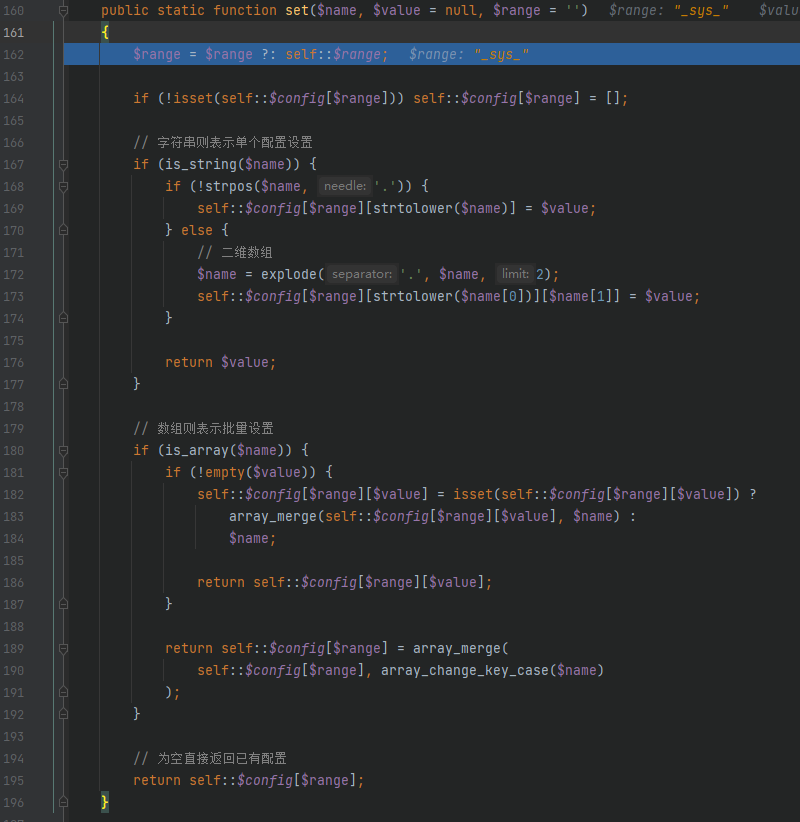 160 public static function set($name, $value = null, $range = '') $range: "_sys_" $valu
161 {
162 $range = $range ?: self::$range; $range: "_sys_"
163
164 if (!isset(self::$config[$range])) self::$config[$range] = [];
165
166 // 字符串则表示单个配置设置
167 if (is_string($name)) {
168 if (!strpos($name, needle: '.')) {
169 self::$config[$range][strtolower($name)] = $value;
170 } else {
171 // 二维数组
172 $name = explode( separator: '.', $name, limit: 2);
173 self::$config[$range][strtolower($name[0])][$name[1]] = $value;
174 }
175
176 return $value;
177 }
178
179 // 数组则表示批量设置
180 if (is_array($name)) {
181 if (!empty($value)) {
182 self::$config[$range][$value] = isset(self::$config[$range][$value]) ?
183 array_merge(self::$config[$range][$value], $name) :
184 $name;
185
186 return self::$config[$range][$value];
187 }
188
189 return self::$config[$range] = array_merge(
190 self::$config[$range], array_change_key_case($name)
191 );
192 }
193
194 // 为空直接返回已有配置
195 return self::$config[$range];
196 }